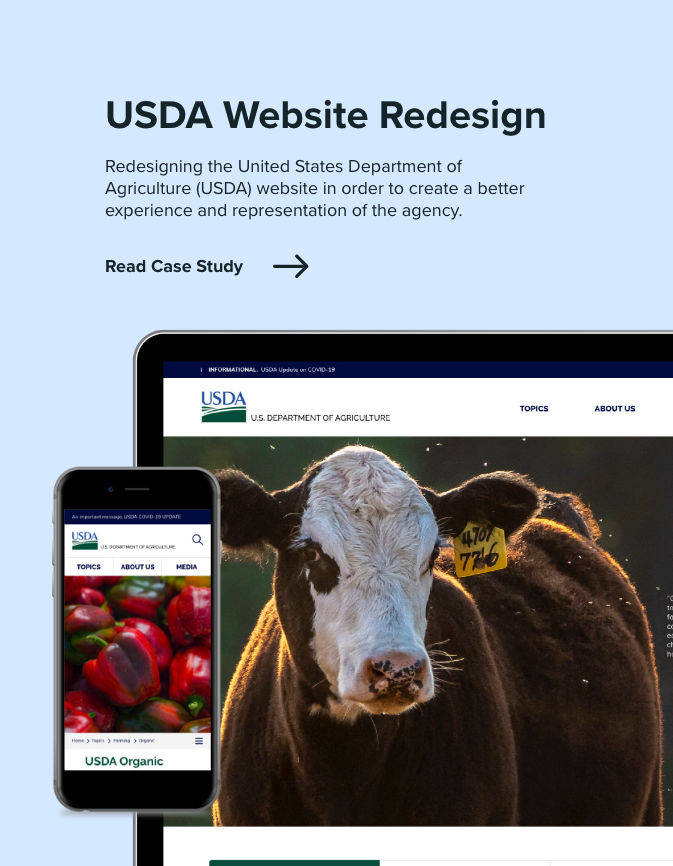 USDA Website Redesign
Redesigning the United States Department of
Agriculture (USDA) website in order to create a better
experience and representation of the agency.
Read Case Study
INFORMATIONAL: USDA Update on COVID-19
USDA
U.S. DEPARTMENT OF AGRICULTURE
TOPICS ABOUT US
4701
7726
An important message: USDA COVID-19 UPDATE
USDA
U.S. DEPARTMENT OF AGRICULTURE
TOPICS ABOUT US MEDIA
Home > Topics > Farming > Organic
USDA Organic